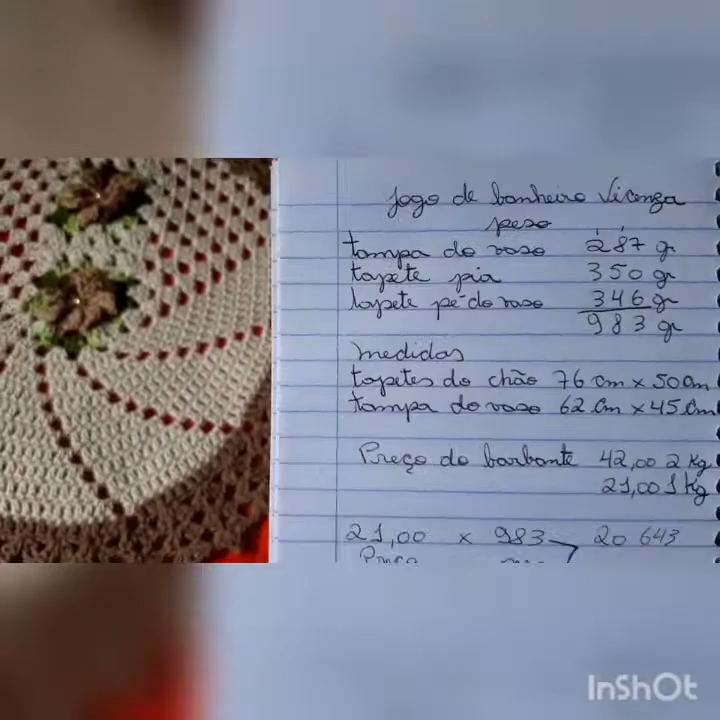 Jogo de banheiro Vicenza
peso
tampa do vaso 287 gr
tapete pia 350 gr
tapete pé do vaso 346 gr
983 gr
medidas
tapetes do chão 76 cm x 50 cm
tampa do vaso 62 cm x 45 cm
Preço do barbante 42,00 2 Kg
21,00 1 Kg
21,00 x 983 20 643
Preço
InShOt